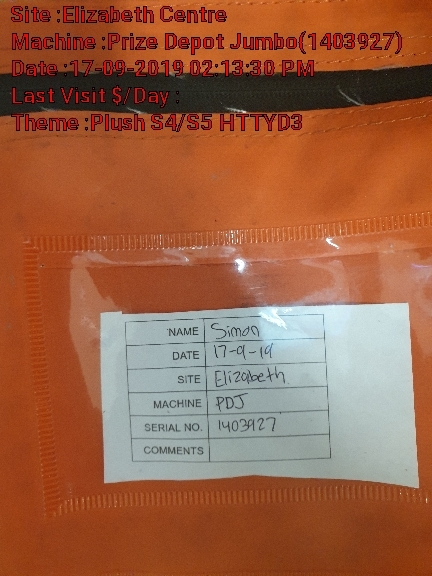 Site :Elizabeth Centre
Machine :Prize Depot Jumbo(1403927)
Date :17-09-2019 02:13:30 PM
Last Visit $/Day :
Theme :Plush S4/S5 HTTYD3
NAME Simon
DATE 17-9-19
SITE Elizabeth
MACHINE PDJ
SERIAL NO. 1403927
COMMENTS